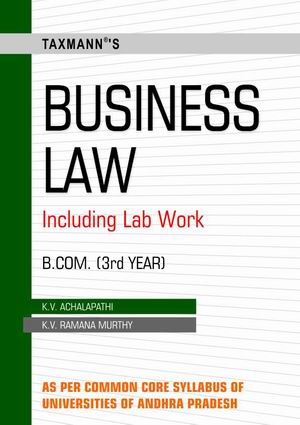 TAXMANN®'S
BUSINESS
LAW
Including Lab Work
B.COM. (3rd YEAR)
K.V. ACHALAPATHI
K.V. RAMANA MURTHY
AS PER COMMON CORE SYLLABUS OF
UNIVERSITIES OF ANDHRA PRADESH